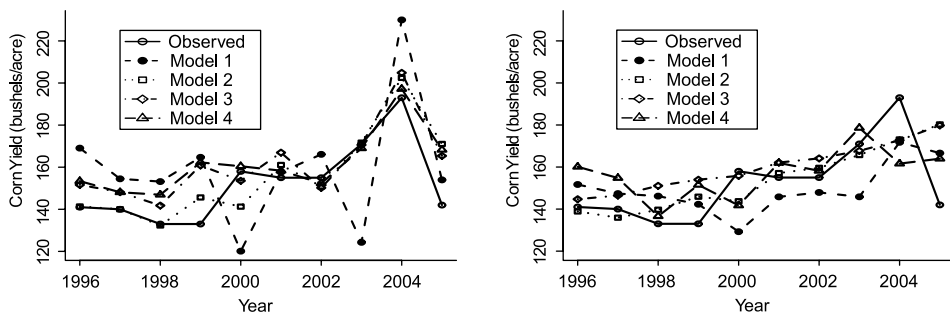 Corn Yield (bushels/acre)
220
200
180
160
140
120
Observed
Model 1
Model 2
Model 3
Model 4
1996
1998
2000
2002
2004
Year
Corn Yield (bushels/acre)
220
200
180
160
140
120
Observed
Model 1
Model 2
Model 3
Model 4
1996
1998
2000
2002
2004
Year